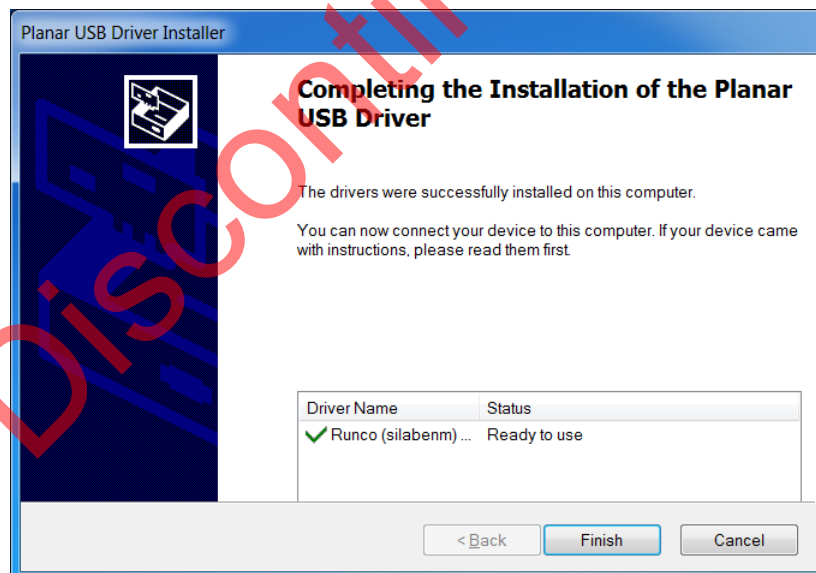 Planar USB Driver Installer
Completing the Installation of the Planar
USB Driver
The drivers were successfully installed on this computer.
You can now connect your device to this computer. If your device came
with instructions, please read them first.
Driver Name Status
Runco (silabenm) ... Ready to use
< Back Finish Cancel